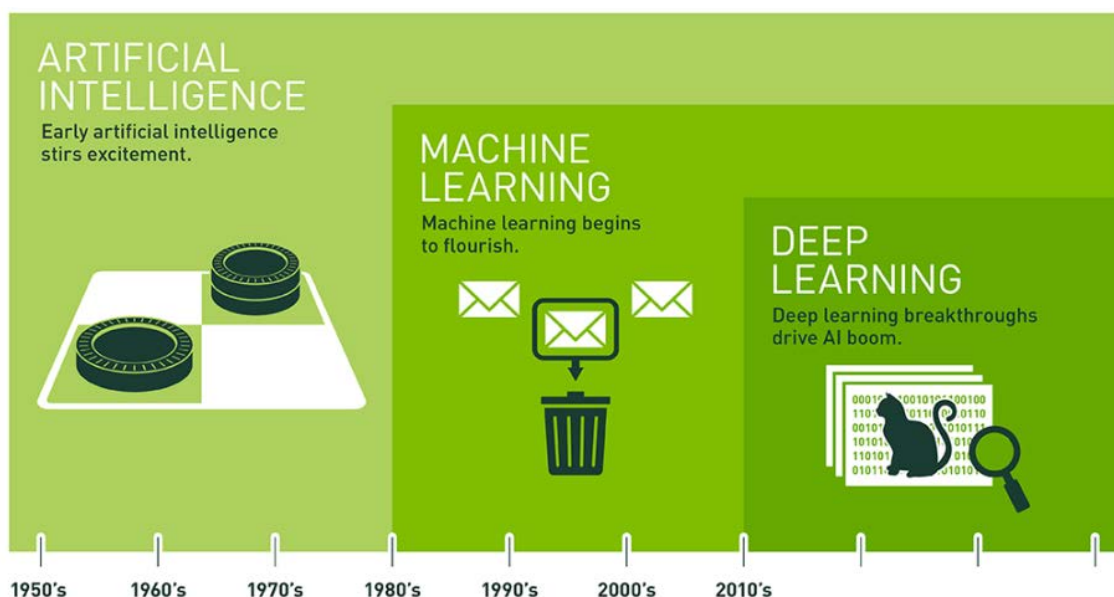 ARTIFICIAL
INTELLIGENCE
Early artificial intelligence
stirs excitement.
MACHINE
LEARNING
Machine learning begins
to flourish.
DEEP
LEARNING
Deep learning breakthroughs
drive AI boom.
1950's 1960's 1970's 1980's 1990's 2000's 2010's